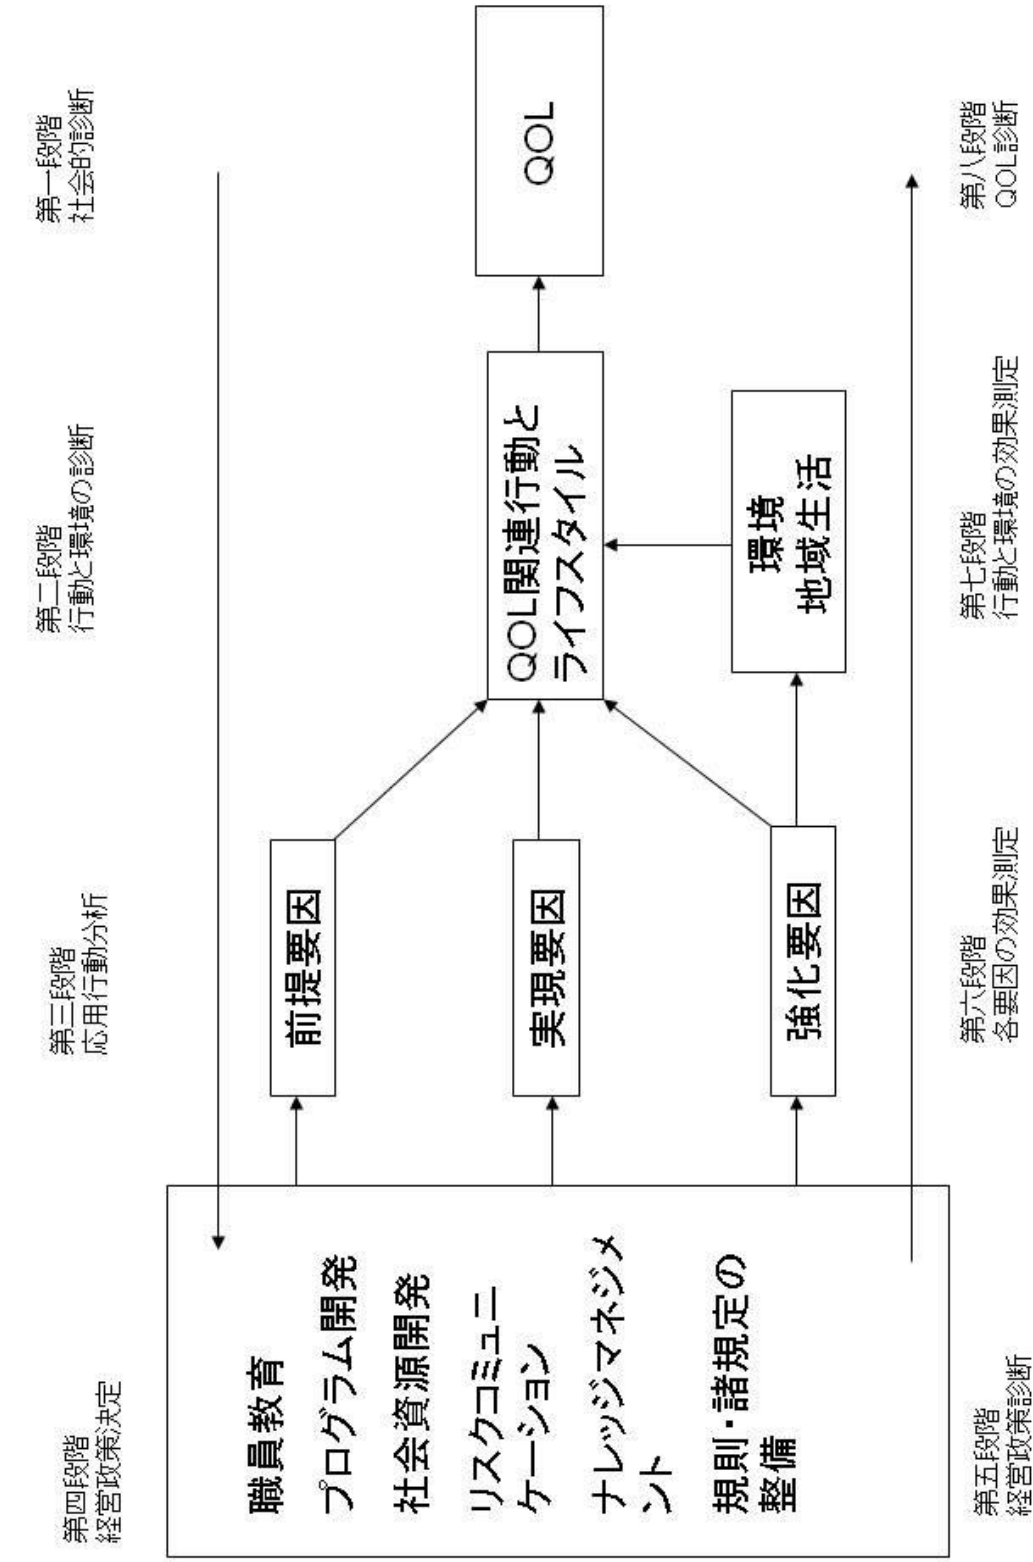 第四段階
経営政策決定
第三段階
応用行動分析
第二段階
行動と環境の診断
第一段階
社会的診断
職員教育
プログラム開発
社会資源開発
リスクコミュニ
ケーション
ナレッジマネジメ
ント
規則・諸規定の
整備
前提要因
実現要因
強化要因
QOL関連行動と
ライフスタイル
環境
地域生活
QOL
第五段階
経営政策診断
第六段階
各要因の効果測定
第七段階
行動と環境の効果測定
第八段階
QOL診断